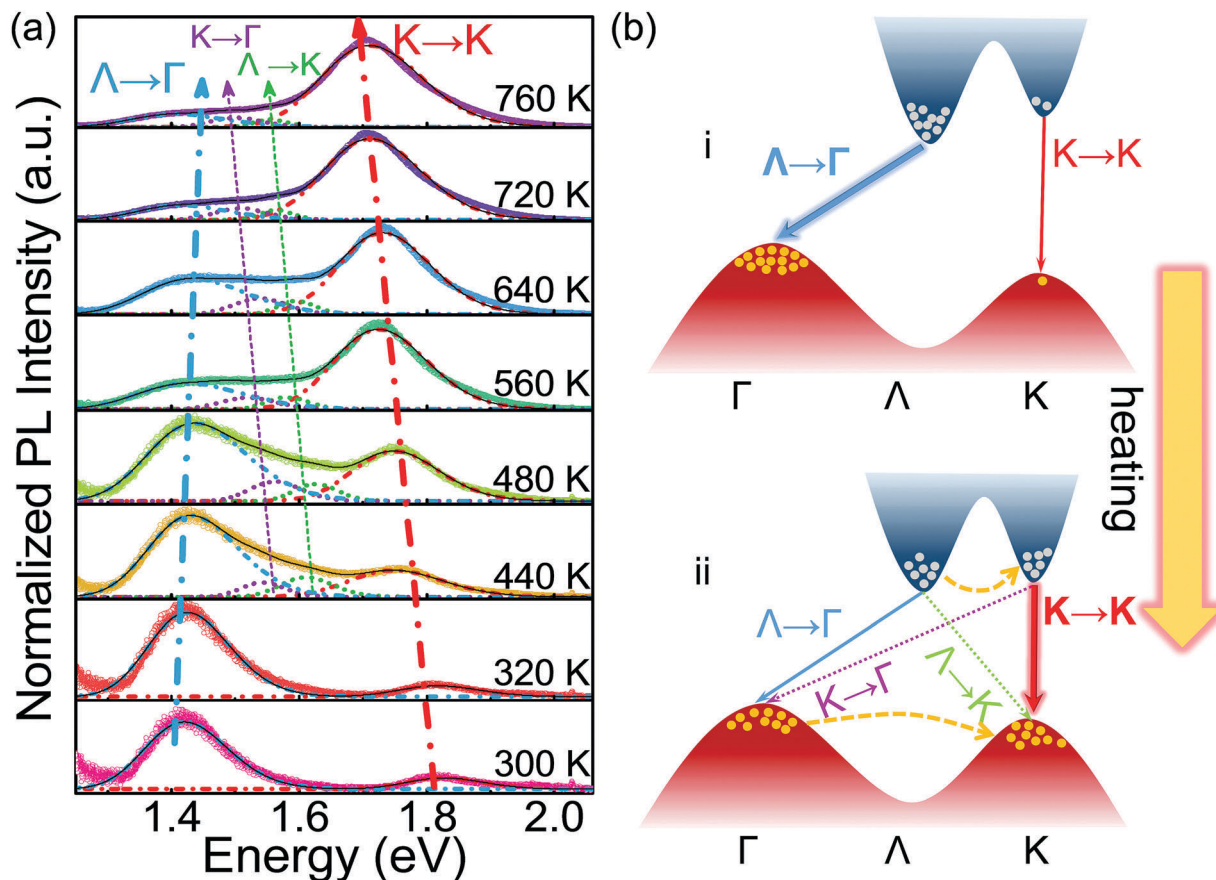 (a)
Normalized PL Intensity (a.u.)
Λ→Γ
K→Γ
Λ→K
K→K
760 K
720 K
640 K
560 K
480 K
440 K
320 K
300 K
1.4 1.6 1.8 2.0
Energy (eV)
(b)
i
Λ→Γ
K→K
Γ Λ K
heating
ii
Λ→Γ
K→Γ
Λ→K
K→K
Γ Λ K